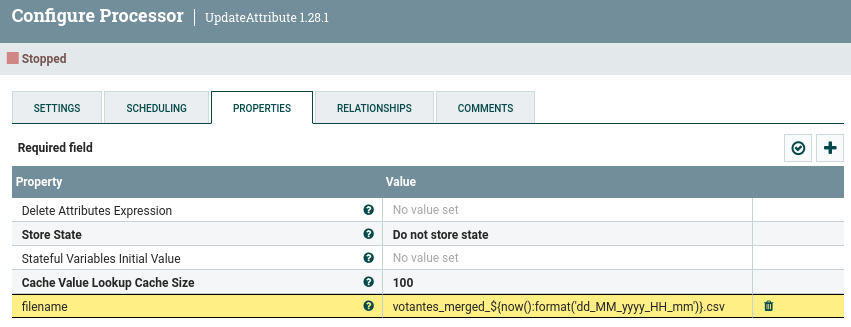 Configure Processor | UpdateAttribute 1.28.1
Stopped
SETTINGS SCHEDULING PROPERTIES RELATIONSHIPS COMMENTS
Required field
Property Value
Delete Attributes Expression No value set
Store State Do not store state
Stateful Variables Initial Value No value set
Cache Value Lookup Cache Size 100
filename votantes_merged_${now():format('dd_MM_yyyy_HH_mm')}.csv